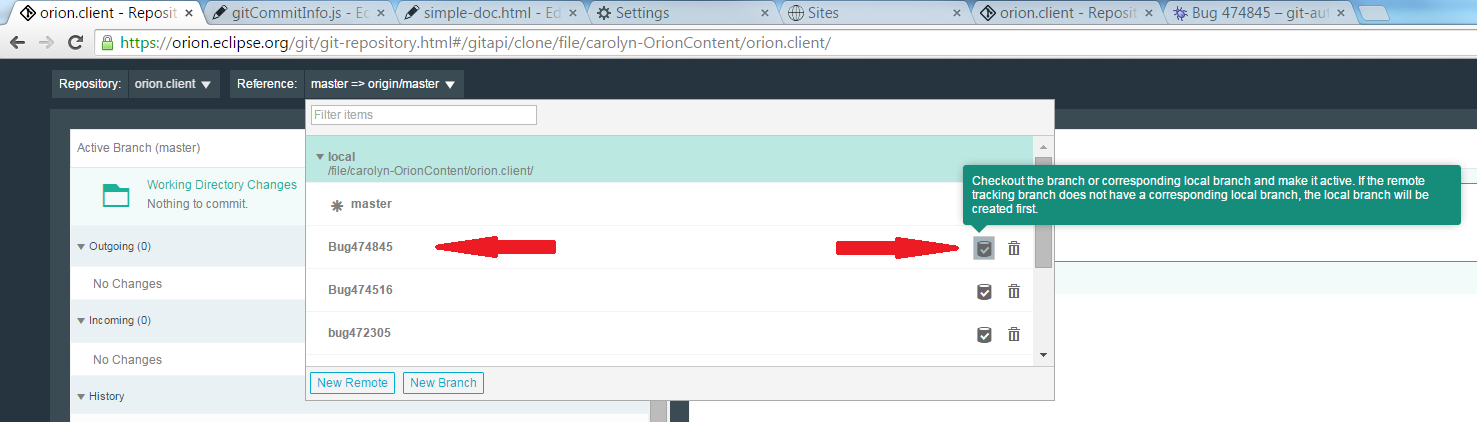 orion.client - Reposit
gitCommitInfo.js - Ec
simple-doc.html - Ed
Settings
Sites
orion.client - Reposit
Bug 474845 – git-aut
https://orion.eclipse.org/git/git-repository.html#/gitapi/clone/file/carolyn-OrionContent/orion.client/
Repository: orion.client
Reference: master => origin/master
Filter items
Active Branch (master)
local
/file/carolyn-OrionContent/orion.client/
Checkout the branch or corresponding local branch and make it active. If the remote
tracking branch does not have a corresponding local branch, the local branch will be
created first.
Working Directory Changes
Nothing to commit.
master
Outgoing (0)
Bug474845
No Changes
Bug474516
Incoming (0)
bug472305
No Changes
New Remote
New Branch
History